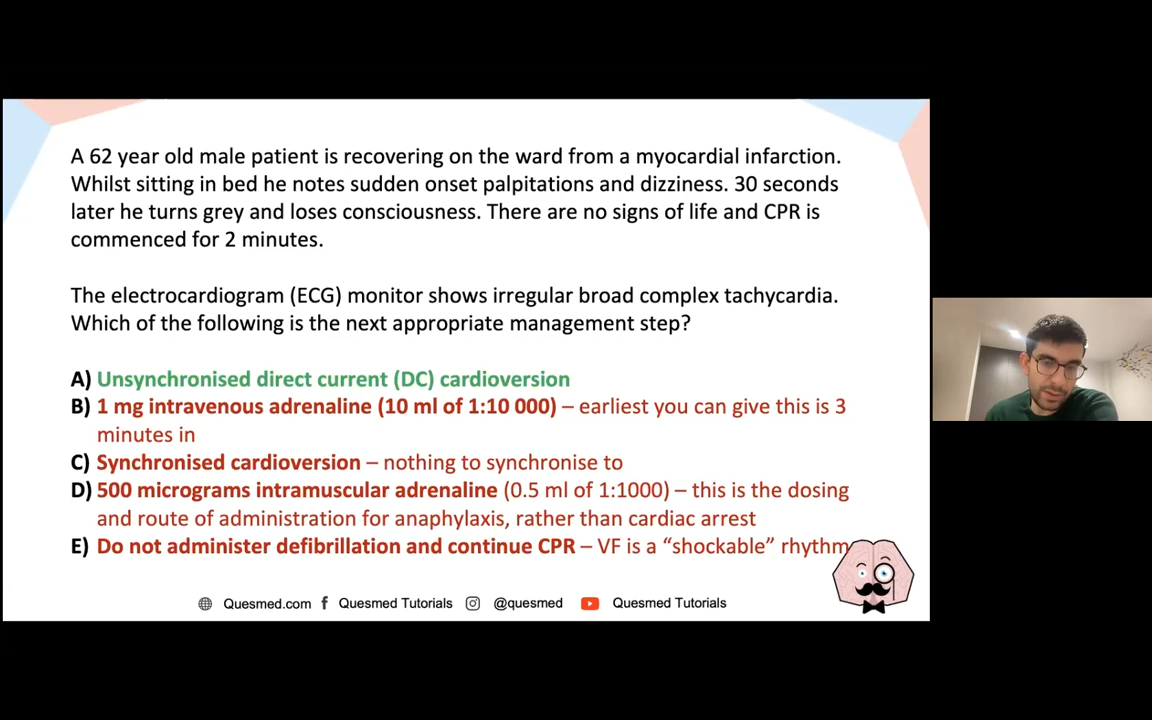 A 62 year old male patient is recovering on the ward from a myocardial infarction.
Whilst sitting in bed he notes sudden onset palpitations and dizziness. 30 seconds
later he turns grey and loses consciousness. There are no signs of life and CPR is
commenced for 2 minutes.
The electrocardiogram (ECG) monitor shows irregular broad complex tachycardia.
Which of the following is the next appropriate management step?
A) Unsynchronised direct current (DC) cardioversion
B) 1 mg intravenous adrenaline (10 ml of 1:10 000) – earliest you can give this is 3
minutes in
C) Synchronised cardioversion – nothing to synchronise to
D) 500 micrograms intramuscular adrenaline (0.5 ml of 1:1000) – this is the dosing
and route of administration for anaphylaxis, rather than cardiac arrest
E) Do not administer defibrillation and continue CPR – VF is a “shockable” rhythm
Quesmed.com f Quesmed Tutorials @quesmed Quesmed Tutorials